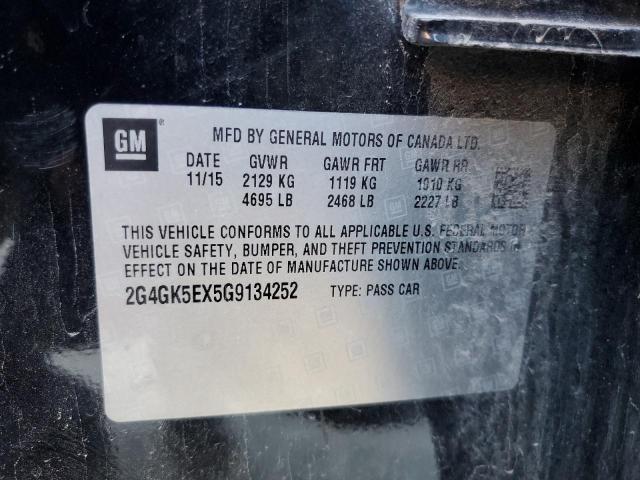 GM®
MFD BY GENERAL MOTORS OF CANADA LTD.
DATE GVWR GAWR FRT GAWR RR
11/15 2129 KG 1119 KG 1010 KG
4695 LB 2468 LB 2227 LB
THIS VEHICLE CONFORMS TO ALL APPLICABLE U.S. FEDERAL MOTOR
VEHICLE SAFETY, BUMPER, AND THEFT PREVENTION STANDARDS IN
EFFECT ON THE DATE OF MANUFACTURE SHOWN ABOVE.
2G4GK5EX5G9134252 TYPE: PASS CAR